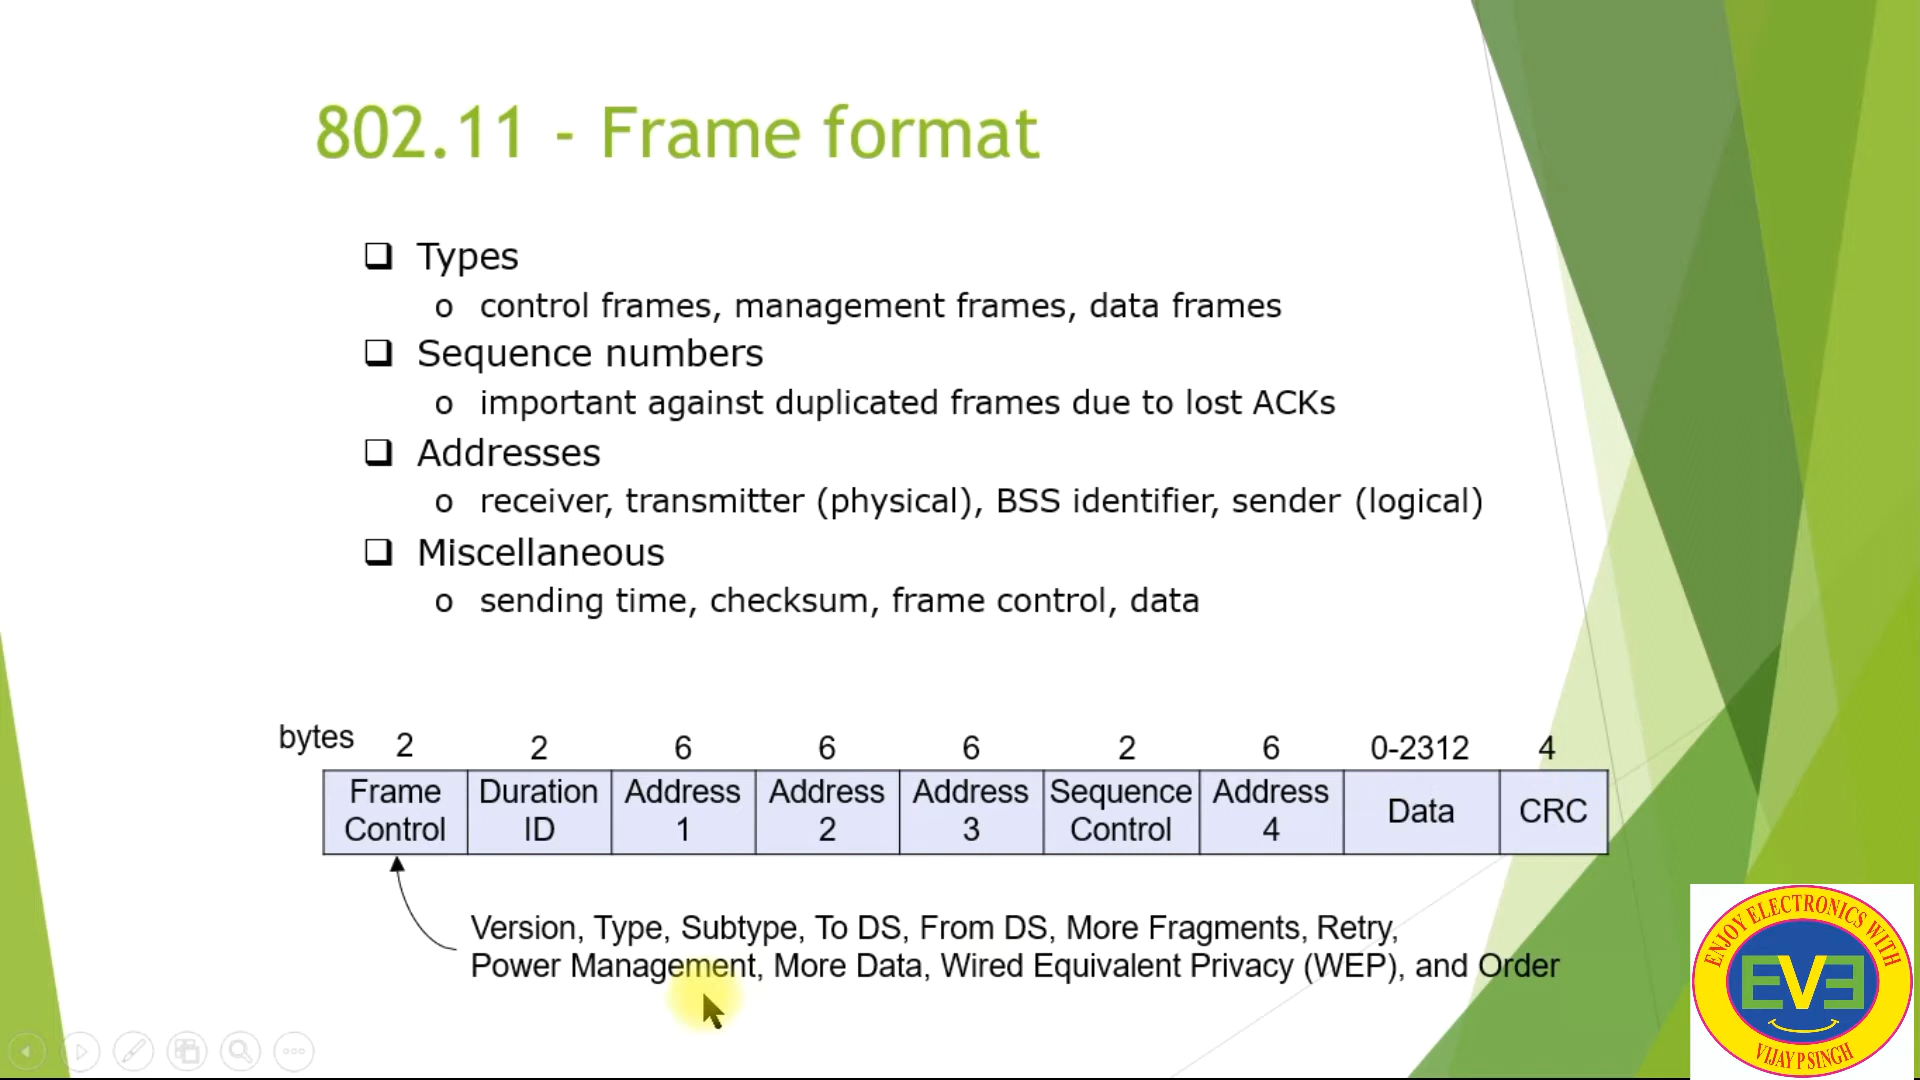 802.11 - Frame format
❑ Types
o control frames, management frames, data frames
❑ Sequence numbers
o important against duplicated frames due to lost ACKs
❑ Addresses
o receiver, transmitter (physical), BSS identifier, sender (logical)
❑ Miscellaneous
o sending time, checksum, frame control, data
bytes 2 2 6 6 6 2 6 0-2312 4
Frame Duration Address Address Address Sequence Address Data CRC
Control ID 1 2 3 Control 4
Version, Type, Subtype, To DS, From DS, More Fragments, Retry,
Power Management, More Data, Wired Equivalent Privacy (WEP), and Order
ENJOY ELECTRONICS WITH
EVE
VIJAY P SINGH